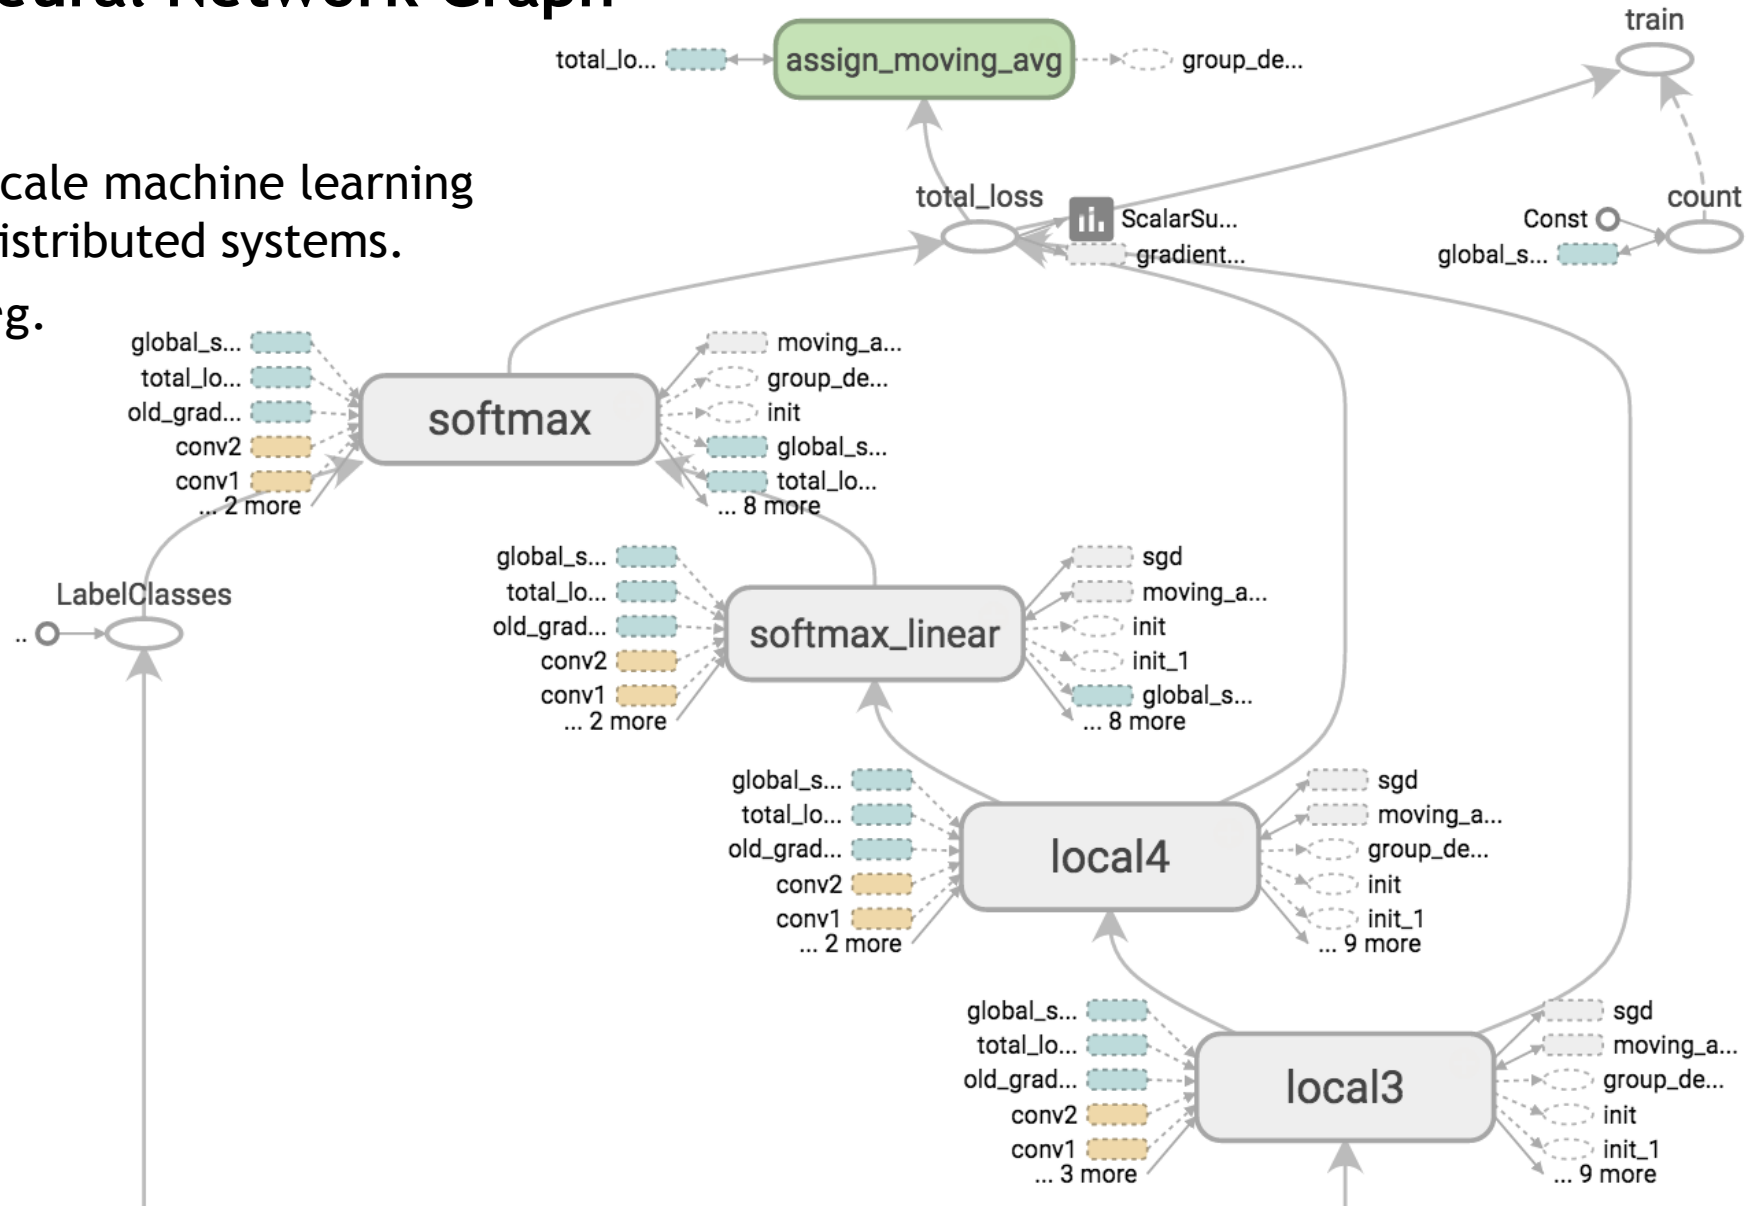 eural Network Graph
cale machine learning
istributed systems.
eg.
train
total_lo...
assign_moving_avg
group_de...
total_loss
count
ScalarSu...
gradient...
Const
global_s...
global_s...
total_lo...
old_grad...
conv2
conv1
... 2 more
softmax
moving_a...
group_de...
init
global_s...
total_lo...
... 8 more
LabelClasses
..
global_s...
total_lo...
old_grad...
conv2
conv1
... 2 more
softmax_linear
sgd
moving_a...
init
init_1
global_s...
... 8 more
global_s...
total_lo...
old_grad...
conv2
conv1
... 2 more
local4
sgd
moving_a...
group_de...
init
init_1
... 9 more
global_s...
total_lo...
old_grad...
conv2
conv1
... 3 more
local3
sgd
moving_a...
group_de...
init
init_1
... 9 more